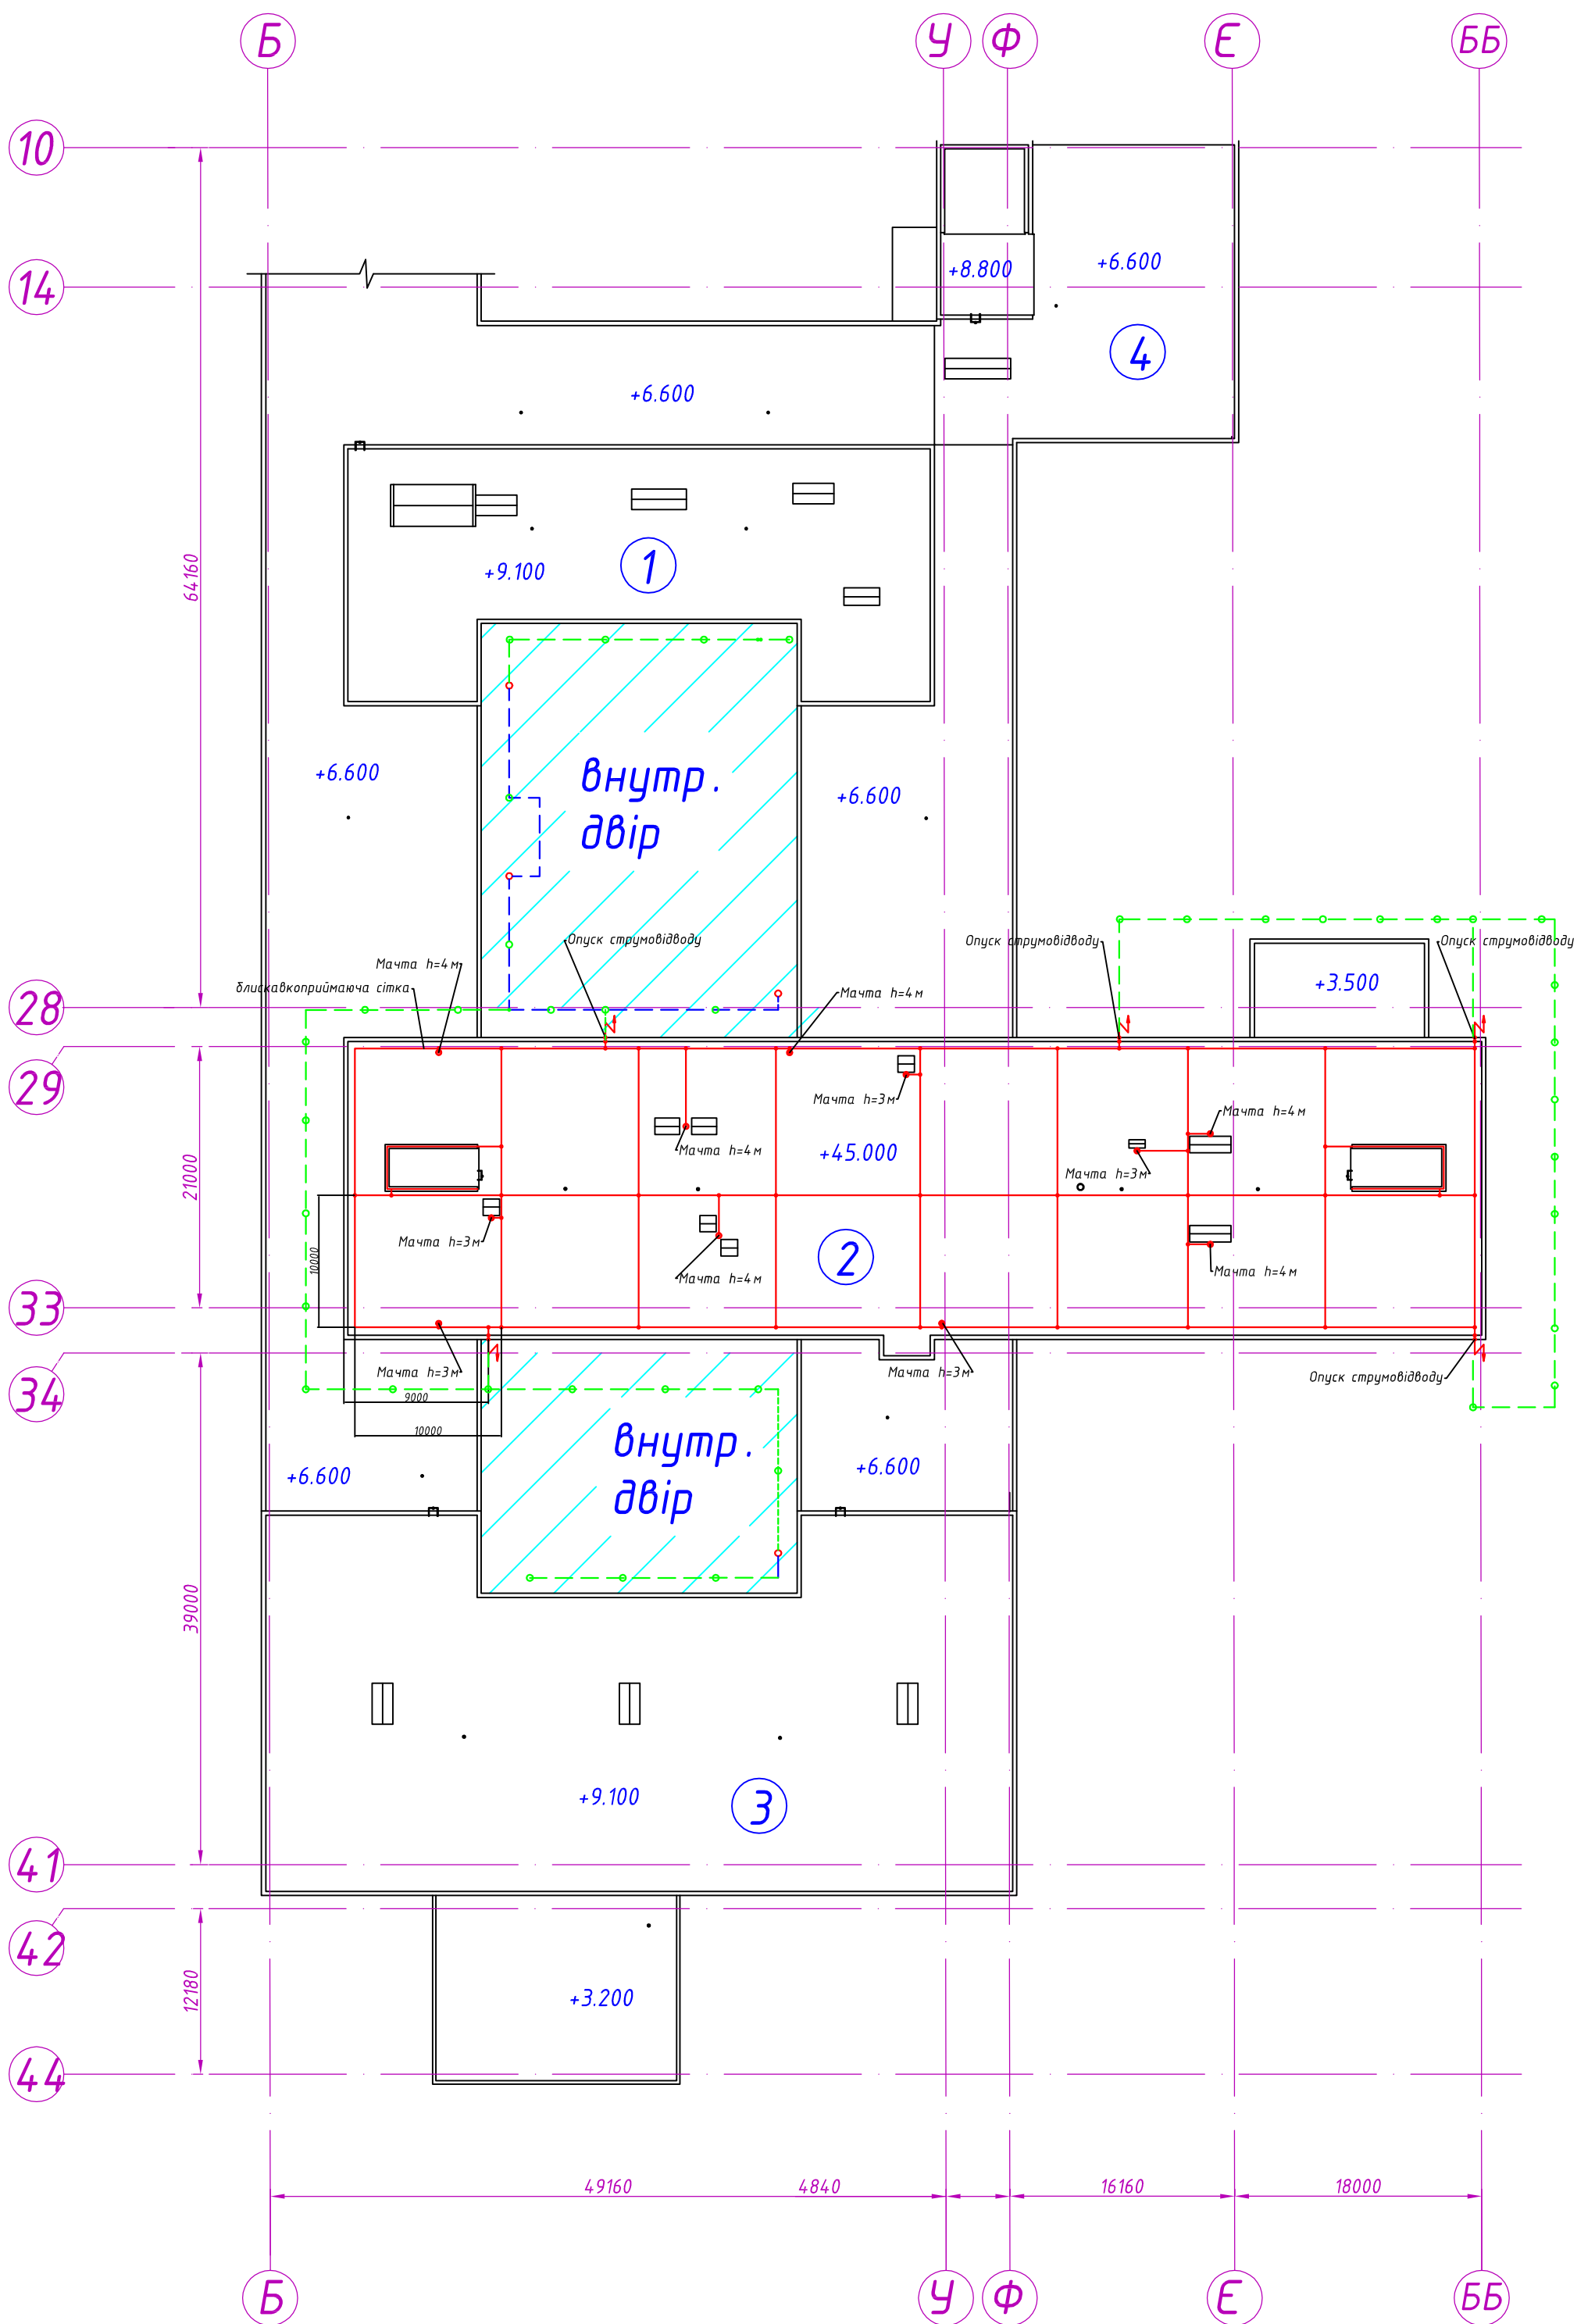 Б
У
Ф
Е
ББ
10
14
+8.800
+6.600
4
+6.600
64160
+9.100
1
+6.600
внутр.
двір
+6.600
Опуск струмовідводу
Опуск струмовідводу
Опуск струмовідводу
Мачта h=4м
блискавкоприймаюча сітка
Мачта h=4м
+3.500
28
29
Мачта h=3м
Мачта h=4м
Мачта h=4м
+45.000
Мачта h=3м
21000
Мачта h=3м
10000
2
Мачта h=4м
Мачта h=4м
33
34
Мачта h=3м
Мачта h=3м
Опуск струмовідводу
9000
10000
внутр.
двір
+6.600
+6.600
39000
+9.100
3
41
42
12180
+3.200
44
49160
4840
16160
18000
Б
У
Ф
Е
ББ